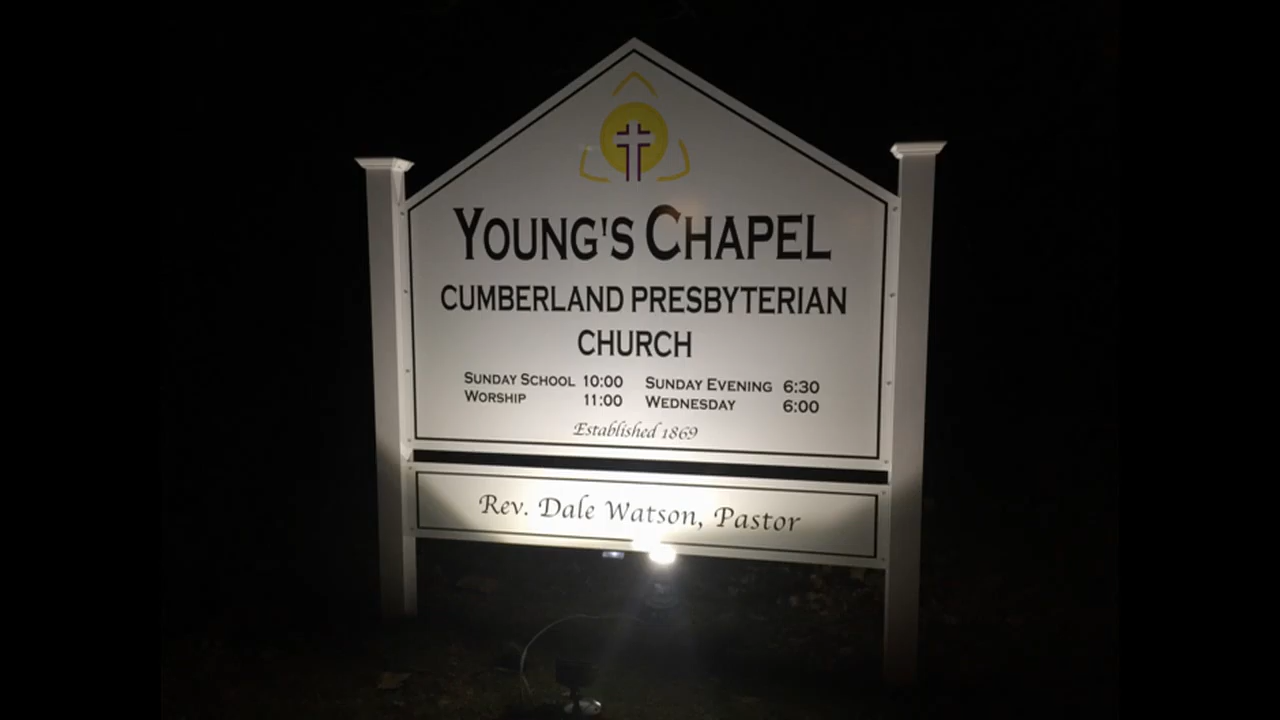 Young's Chapel
Cumberland Presbyterian
Church
Sunday School 10:00 Sunday Evening 6:30
Worship 11:00 Wednesday 6:00
Established 1869
Rev. Dale Watson, Pastor